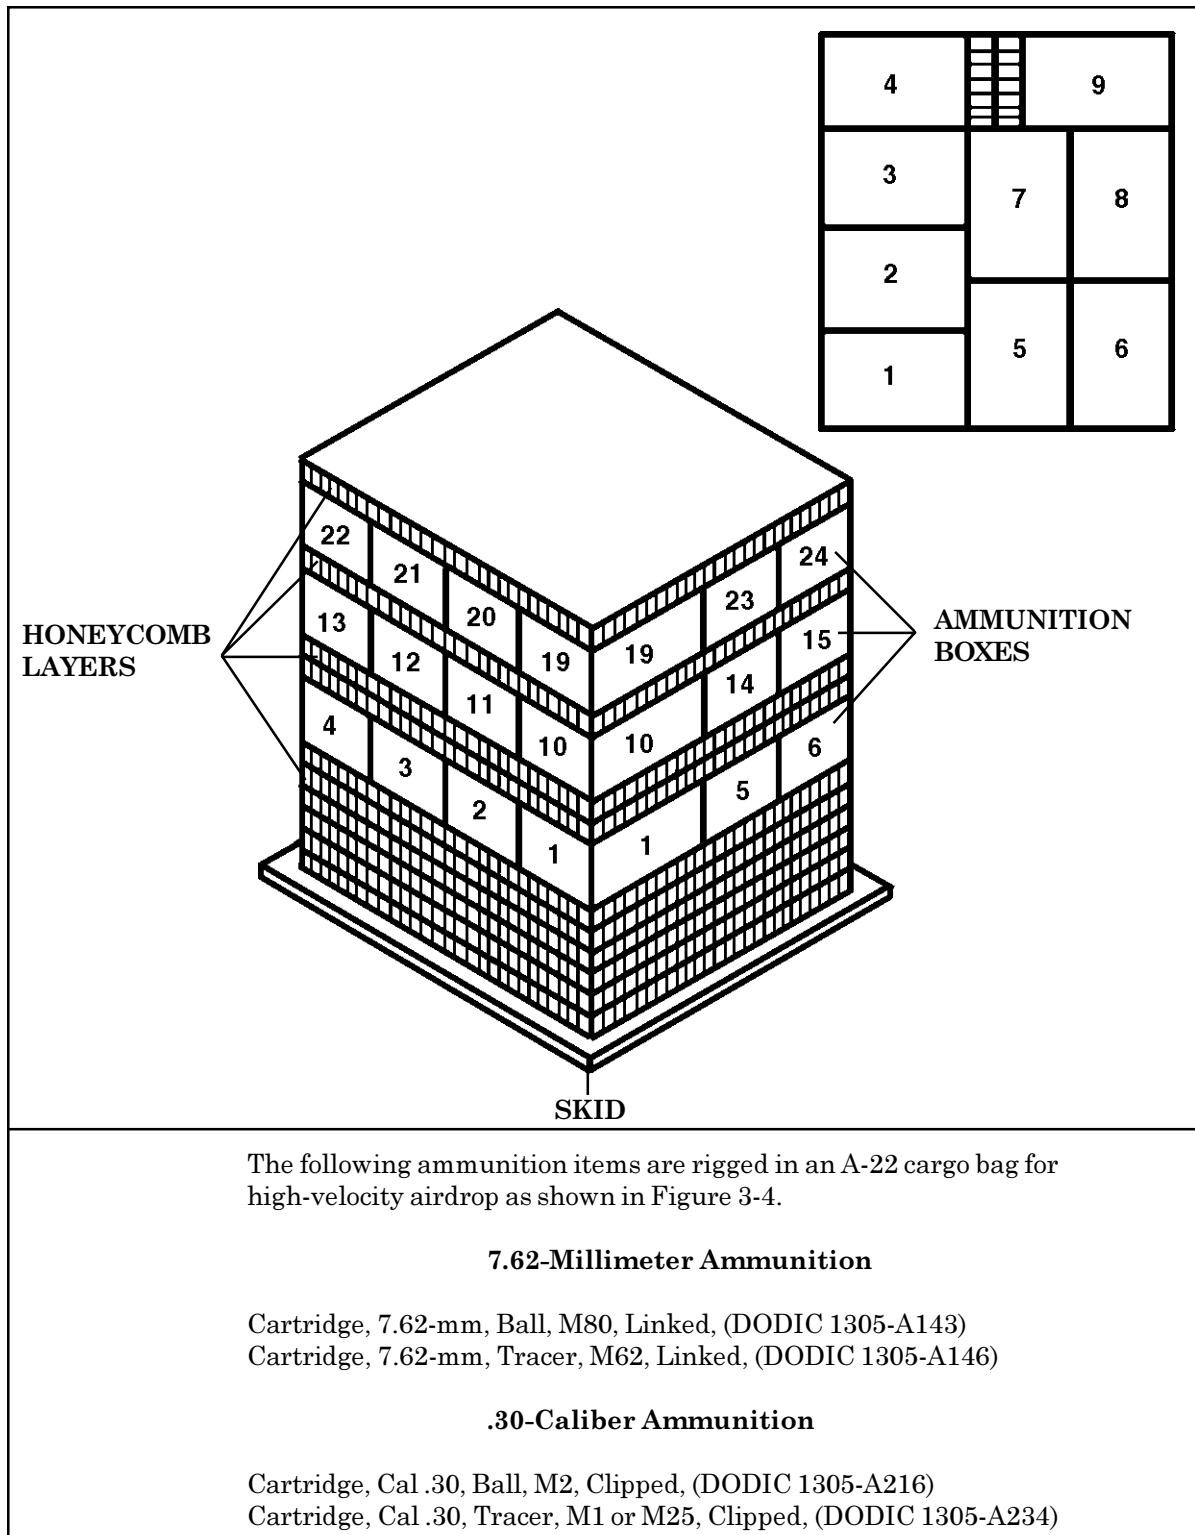 4
9
3
7
8
2
5
6
1
22
21
20
19
19
23
24
13
12
11
10
10
14
15
4
3
2
1
1
5
6
HONEYCOMB
LAYERS
AMMUNITION
BOXES
SKID
The following ammunition items are rigged in an A-22 cargo bag for
high-velocity airdrop as shown in Figure 3-4.
7.62-Millimeter Ammunition
Cartridge, 7.62-mm, Ball, M80, Linked, (DODIC 1305-A143)
Cartridge, 7.62-mm, Tracer, M62, Linked, (DODIC 1305-A146)
.30-Caliber Ammunition
Cartridge, Cal .30, Ball, M2, Clipped, (DODIC 1305-A216)
Cartridge, Cal .30, Tracer, M1 or M25, Clipped, (DODIC 1305-A234)